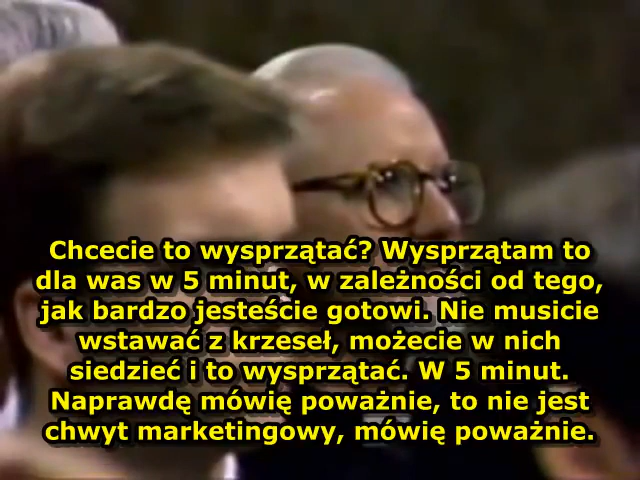 Chcecie to wysprzątać? Wysprzątam to
dla was w 5 minut, w zależności od tego,
jak bardzo jesteście gotowi. Nie musicie
wstawać z krzeseł, możecie w nich
siedzieć i to wysprzątać. W 5 minut.
Naprawdę mówię poważnie, to nie jest
chwyt marketingowy, mówię poważnie.